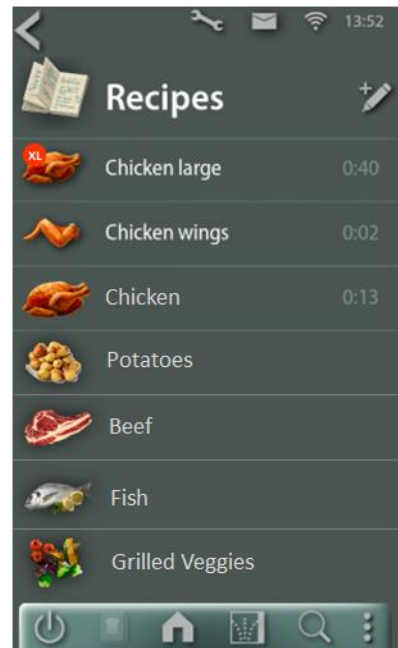 13:52
Recipes
XL
Chicken large 0:40
Chicken wings 0:02
Chicken 0:13
Potatoes
Beef
Fish
Grilled Veggies